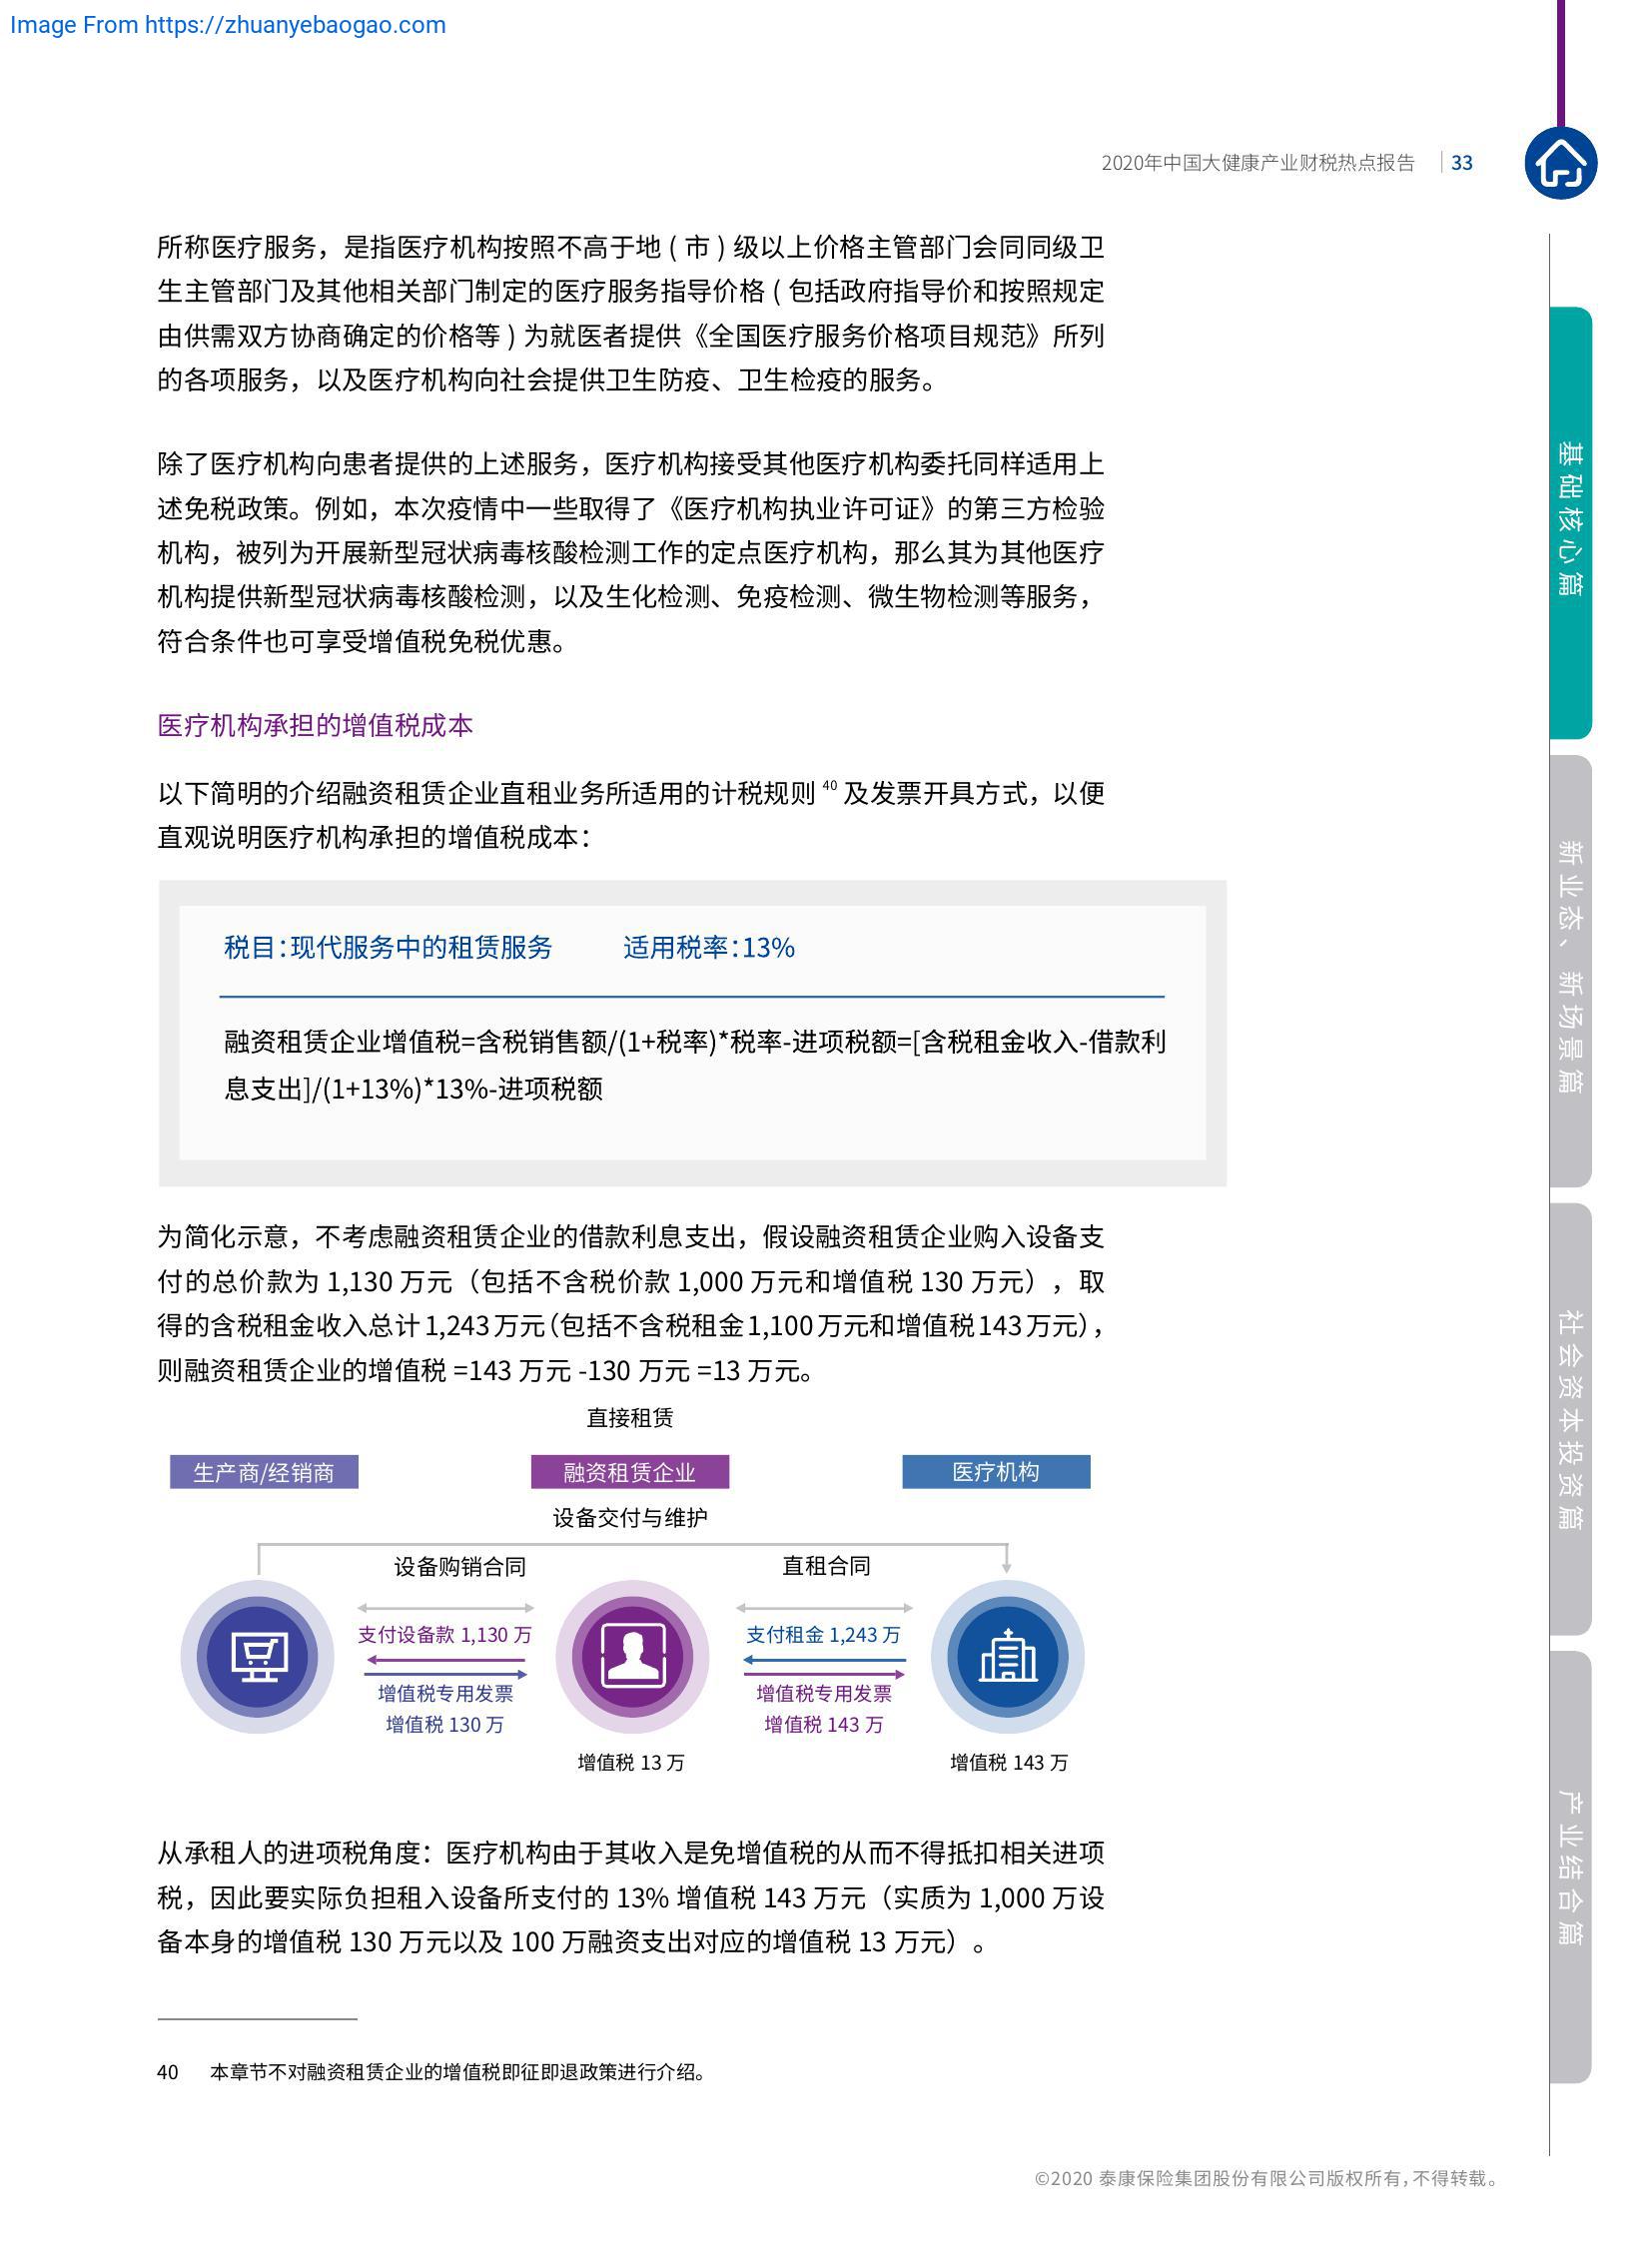 Image From https://zhuanyebaogao.com
2020年中国大健康产业财税热点报告 33
所称医疗服务，是指医疗机构按照不高于地 ( 市 ) 级以上价格主管部门会同同级卫
生主管部门及其他相关部门制定的医疗服务指导价格 ( 包括政府指导价和按照规定
由供需双方协商确定的价格等 ) 为就医者提供《全国医疗服务价格项目规范》所列
的各项服务，以及医疗机构向社会提供卫生防疫、卫生检疫的服务。
除了医疗机构向患者提供的上述服务，医疗机构接受其他医疗机构委托同样适用上
述免税政策。例如，本次疫情中一些取得了《医疗机构执业许可证》的第三方检验
机构，被列为开展新型冠状病毒核酸检测工作的定点医疗机构，那么其为其他医疗
机构提供新型冠状病毒核酸检测，以及生化检测、免疫检测、微生物检测等服务，
符合条件也可享受增值税免税优惠。
医疗机构承担的增值税成本
以下简明的介绍融资租赁企业直租业务所适用的计税规则 40 及发票开具方式，以便
直观说明医疗机构承担的增值税成本：
税目：现代服务中的租赁服务 适用税率：13%
融资租赁企业增值税=含税销售额/(1+税率)*税率-进项税额=[含税租金收入-借款利
息支出]/(1+13%)*13%-进项税额
为简化示意，不考虑融资租赁企业的借款利息支出，假设融资租赁企业购入设备支
付的总价款为 1,130 万元（包括不含税价款 1,000 万元和增值税 130 万元），取
得的含税租金收入总计1,243万元（包括不含税租金1,100万元和增值税143万元），
则融资租赁企业的增值税 =143 万元 -130 万元 =13 万元。
直接租赁
生产商/经销商 融资租赁企业 医疗机构
设备交付与维护
设备购销合同 直租合同
支付设备款 1,130 万 支付租金 1,243 万
增值税专用发票 增值税专用发票
增值税 130 万 增值税 143 万
增值税 13 万 增值税 143 万
从承租人的进项税角度：医疗机构由于其收入是免增值税的从而不得抵扣相关进项
税，因此要实际负担租入设备所支付的 13% 增值税 143 万元（实质为 1,000 万设
备本身的增值税 130 万元以及 100 万融资支出对应的增值税 13 万元）。
40 本章节不对融资租赁企业的增值税即征即退政策进行介绍。
©2020 泰康保险集团股份有限公司版权所有，不得转载。
基础核心篇
新业态、新场景篇
社会资本投资篇
产业结合篇